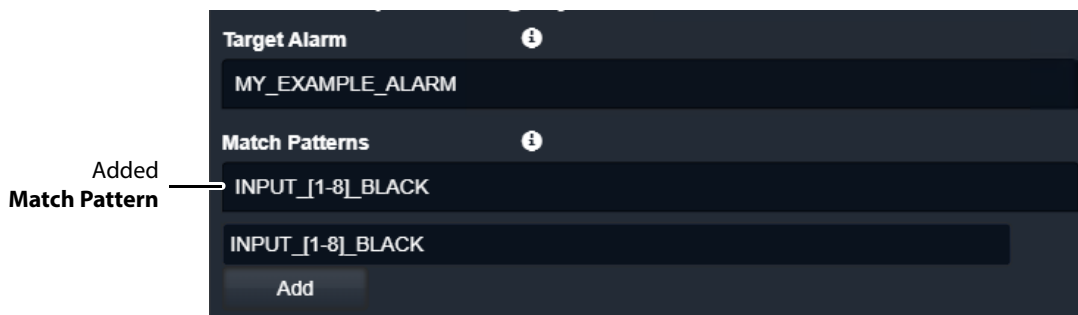 Target Alarm
MY_EXAMPLE_ALARM
Match Patterns
Added
Match Pattern
INPUT_[1-8]_BLACK
INPUT_[1-8]_BLACK
Add